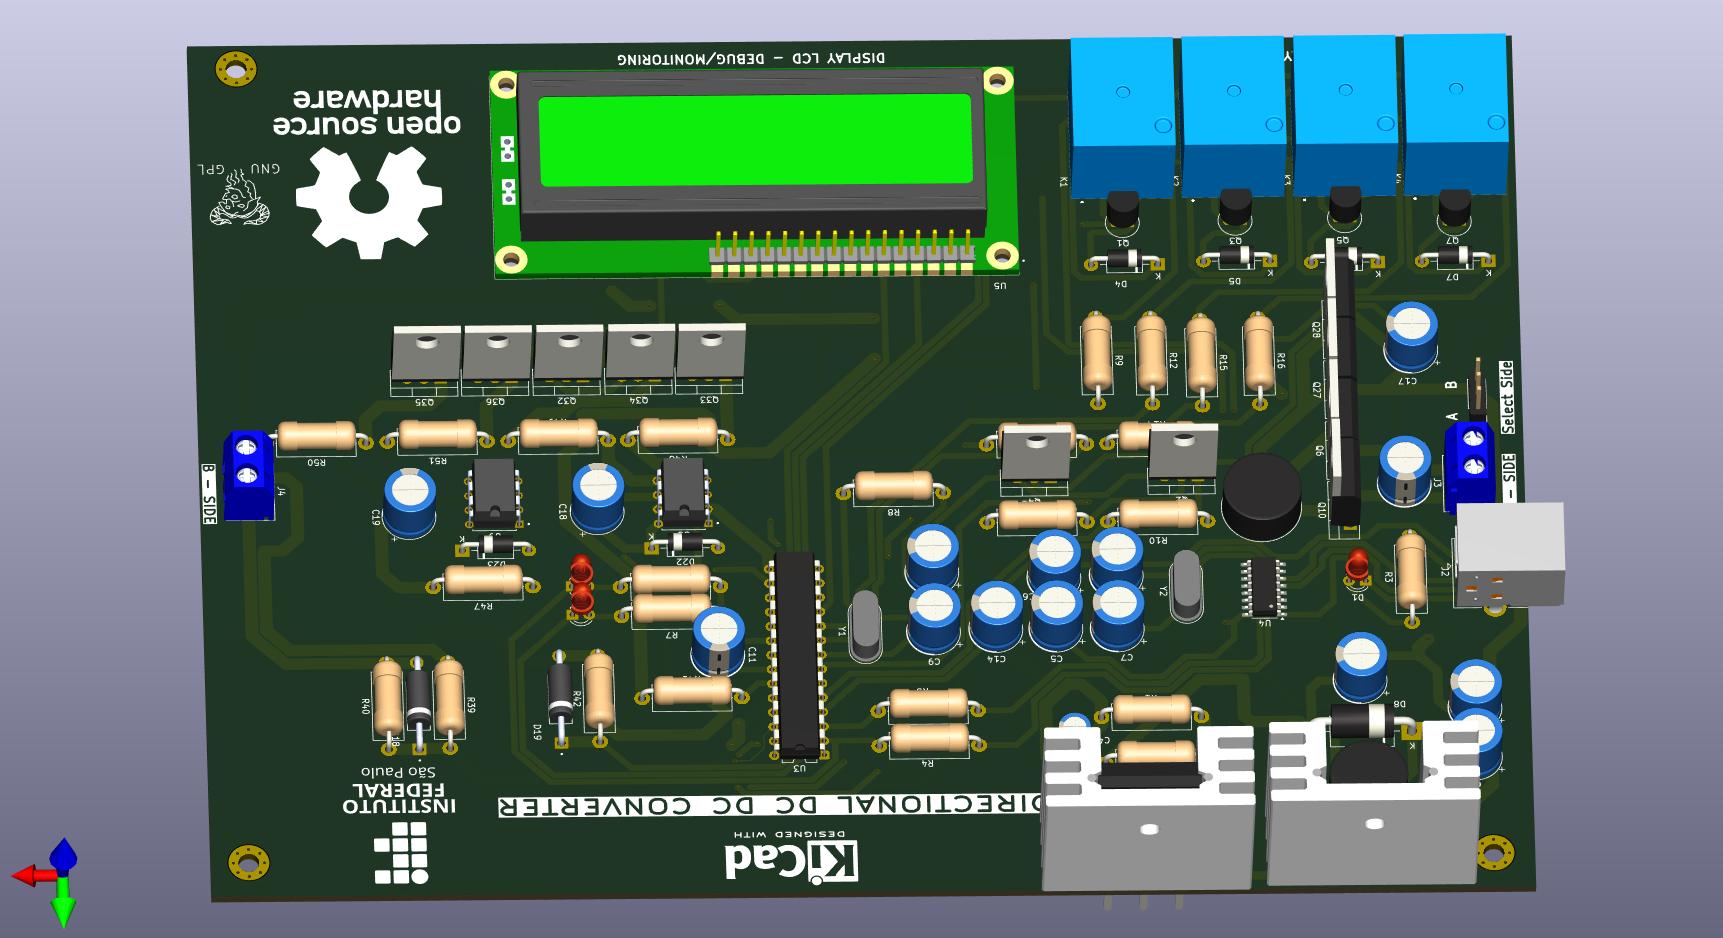 DISPLAY LCD - DEBUG/MONITORING
open source
hardware
GNU
GPL
K1
K2
K3
Q1
Q3
Q5
Q7
D4
K
D5
K
K
D7
K
U5
Q35
Q36
Q32
Q34
Q33
R9
R12
R15
R16
Q28
Q27
Q6
Q10
C17
B
A
Select Side
R50
R51
B - SIDE
J4
C19
C18
R8
R10
J3
- SIDE
K
D23
K
D22
R47
R7
C11
Y1
C9
C14
C6
C5
C7
Y2
U4
D1
R3
J2
R40
R39
D19
R42
U3
R4
D8
K
INSTITUTO
FEDERAL
São Paulo
DIRECTIONAL DC DC CONVERTER
DESIGNED WITH
KiCad